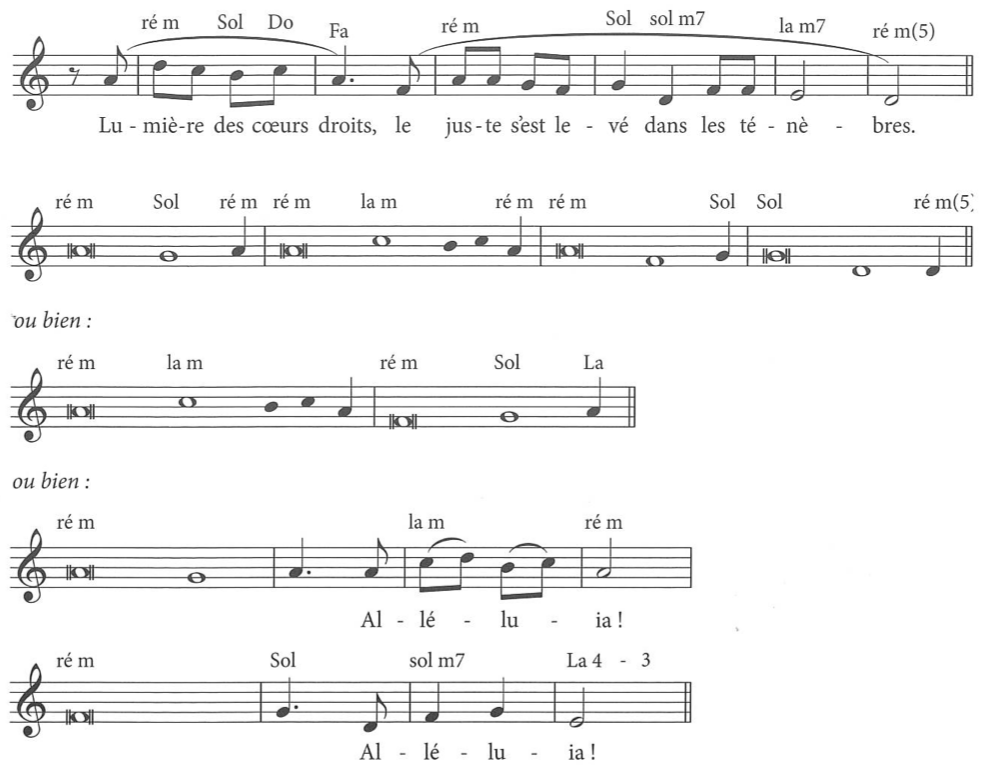 ré m Sol Do Fa ré m Sol sol m7 la m7 ré m(5)
Lu - miè-re des cœurs droits, le jus-te s'est le - vé dans les té - nè - bres.
ré m Sol ré m ré m la m ré m ré m Sol Sol ré m(5)
ou bien :
ré m la m ré m Sol La
ou bien :
ré m la m ré m
Al - lé - lu - ia !
ré m Sol sol m7 La 4 - 3
Al - lé - lu - ia !